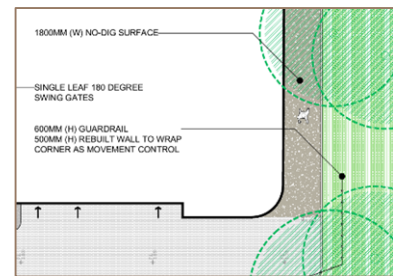 1800MM (W) NO-DIG SURFACE
SINGLE LEAF 180 DEGREE
SWING GATES
600MM (H) GUARDRAIL
500MM (H) REBUILT WALL TO WRAP
CORNER AS MOVEMENT CONTROL